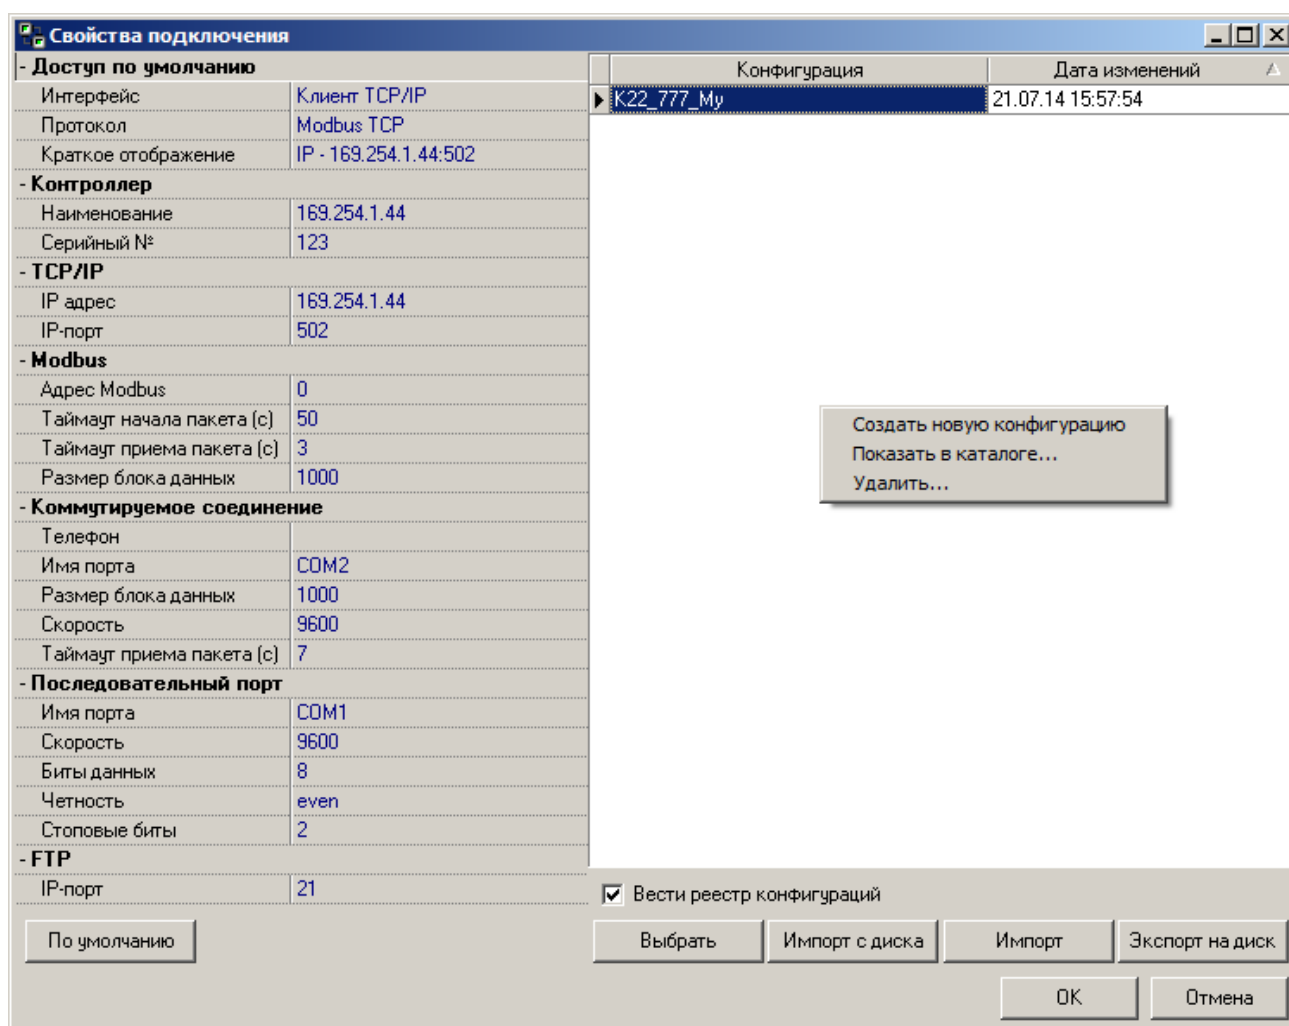 Свойства подключения
- Доступ по умолчанию
Интерфейс Клиент TCP/IP
Протокол Modbus TCP
Краткое отображение IP - 169.254.1.44:502
- Контроллер
Наименование 169.254.1.44
Серийный № 123
- TCP/IP
IP адрес 169.254.1.44
IP-порт 502
- Modbus
Адрес Modbus 0
Таймаут начала пакета (с) 50
Таймаут приема пакета (с) 3
Размер блока данных 1000
- Коммутируемое соединение
Телефон
Имя порта COM2
Размер блока данных 1000
Скорость 9600
Таймаут приема пакета (с) 7
- Последовательный порт
Имя порта COM1
Скорость 9600
Биты данных 8
Четность even
Стоповые биты 2
- FTP
IP-порт 21
По умолчанию
Конфигурация Дата изменений
K22_777_My 21.07.14 15:57:54
Создать новую конфигурацию
Показать в каталоге...
Удалить...
Вести реестр конфигураций
Выбрать Импорт с диска Импорт Экспорт на диск
OK Отмена